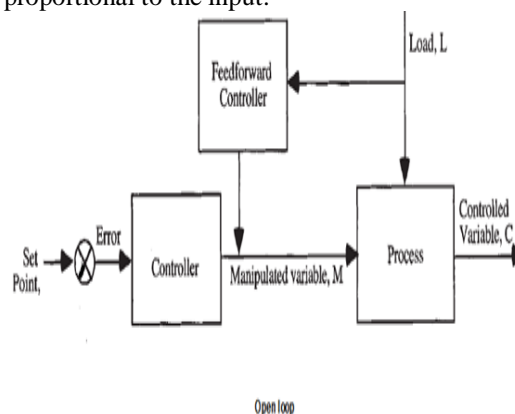 proportional to the input.
Load, L
Feedforward
Controller
Error
Set
Point,
Controller
Manipulated variable, M
Process
Controlled
Variable, C
Open loop